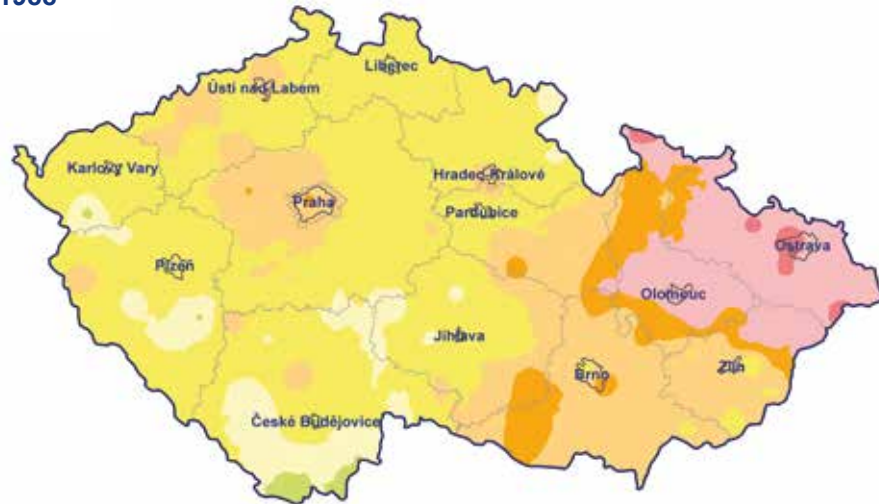 Liberec
Ústí nad Labem
Karlovy Vary
Hradec Králové
Praha
Pardubice
Ostrava
Plzeň
Olomouc
Jihlava
Zlín
Brno
České Budějovice